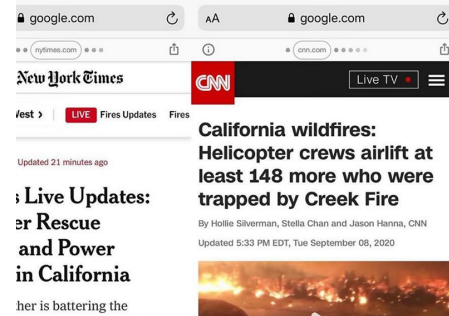 google.com
AA google.com
nytimes.com
cnn.com
New York Times
CNN
Live TV
West >
LIVE Fires Updates Fires
Updated 21 minutes ago
California wildfires:
Helicopter crews airlift at
least 148 more who were
trapped by Creek Fire
By Hollie Silverman, Stella Chan and Jason Hanna, CNN
Updated 5:33 PM EDT, Tue September 08, 2020
s Live Updates:
er Rescue
and Power
in California
her is battering the